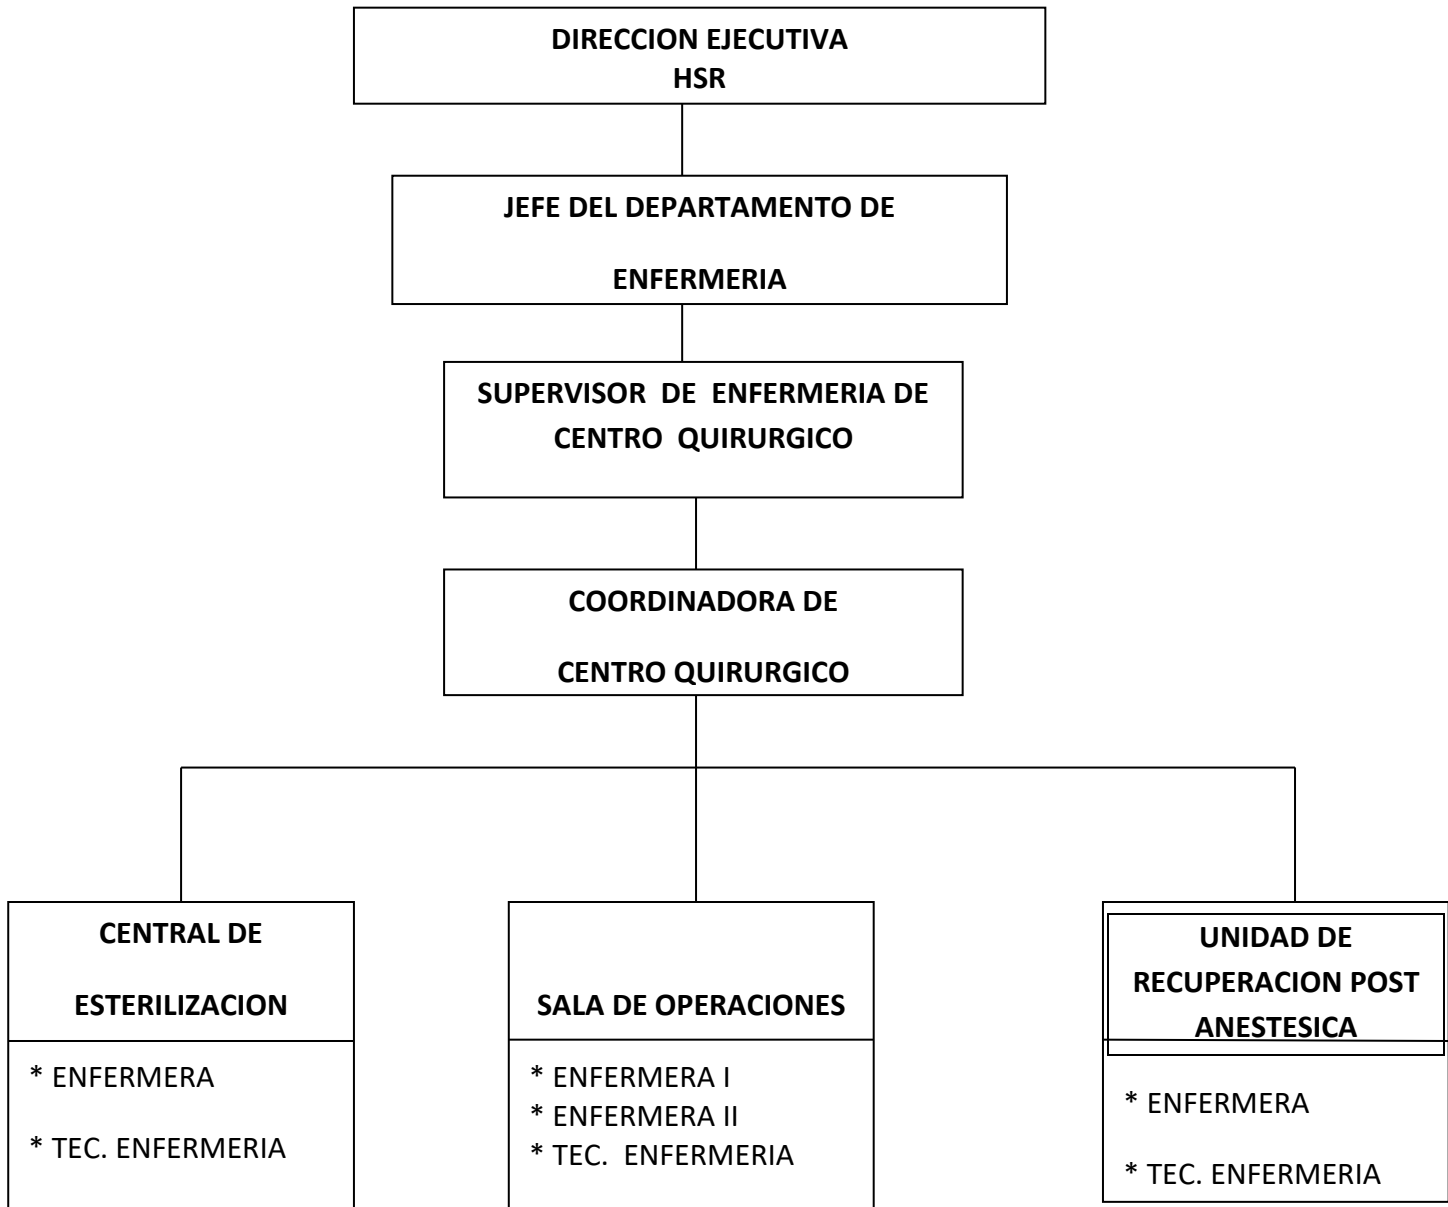 DIRECCION EJECUTIVA
HSR
JEFE DEL DEPARTAMENTO DE
ENFERMERIA
SUPERVISOR DE ENFERMERIA DE
CENTRO QUIRURGICO
COORDINADORA DE
CENTRO QUIRURGICO
CENTRAL DE
ESTERILIZACION
* ENFERMERA
* TEC. ENFERMERIA
SALA DE OPERACIONES
* ENFERMERA I
* ENFERMERA II
* TEC. ENFERMERIA
UNIDAD DE
RECUPERACION POST
ANESTESICA
* ENFERMERA
* TEC. ENFERMERIA